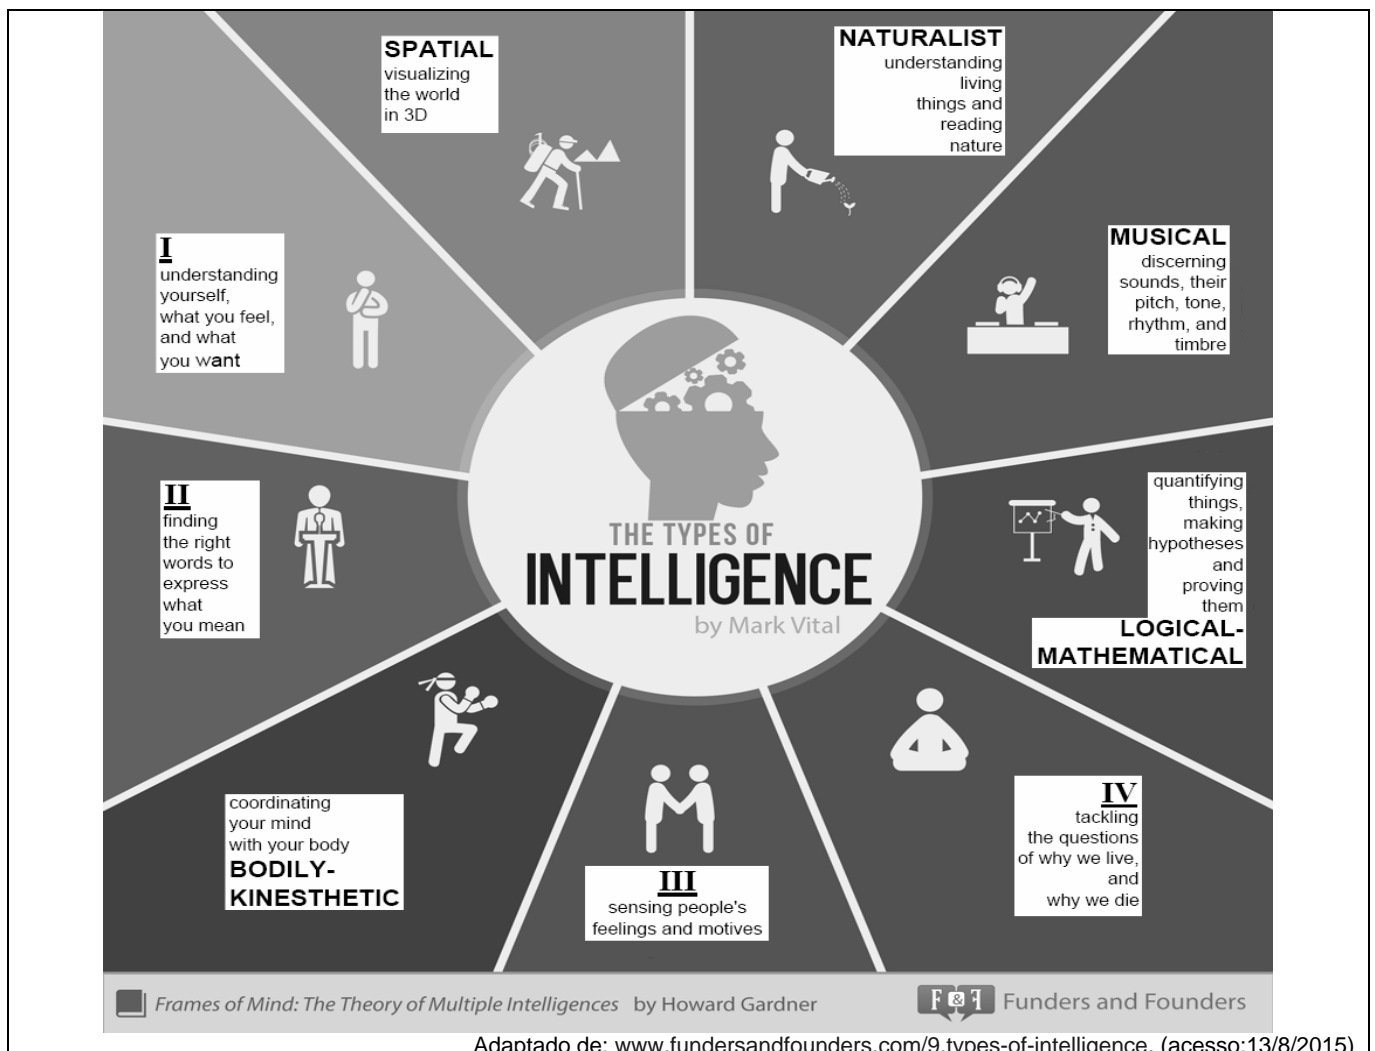 SPATIAL
visualizing
the world
in 3D
NATURALIST
understanding
living
things and
reading
nature
I
understanding
yourself,
what you feel,
and what
you want
MUSICAL
discerning
sounds, their
pitch, tone,
rhythm, and
timbre
II
finding
the right
words to
express
what
you mean
THE TYPES OF
INTELLIGENCE
by Mark Vital
quantifying
things,
making
hypotheses
and
proving
them
LOGICAL-
MATHEMATICAL
coordinating
your mind
with your body
BODILY-
KINESTHETIC
III
sensing people's
feelings and motives
IV
tackling
the questions
of why we live,
and
why we die
Frames of Mind: The Theory of Multiple Intelligences by Howard Gardner
F&F Funders and Founders
Adaptado de: www.fundersandfounders.com/9.types-of-intelligence. (acesso:13/8/2015)